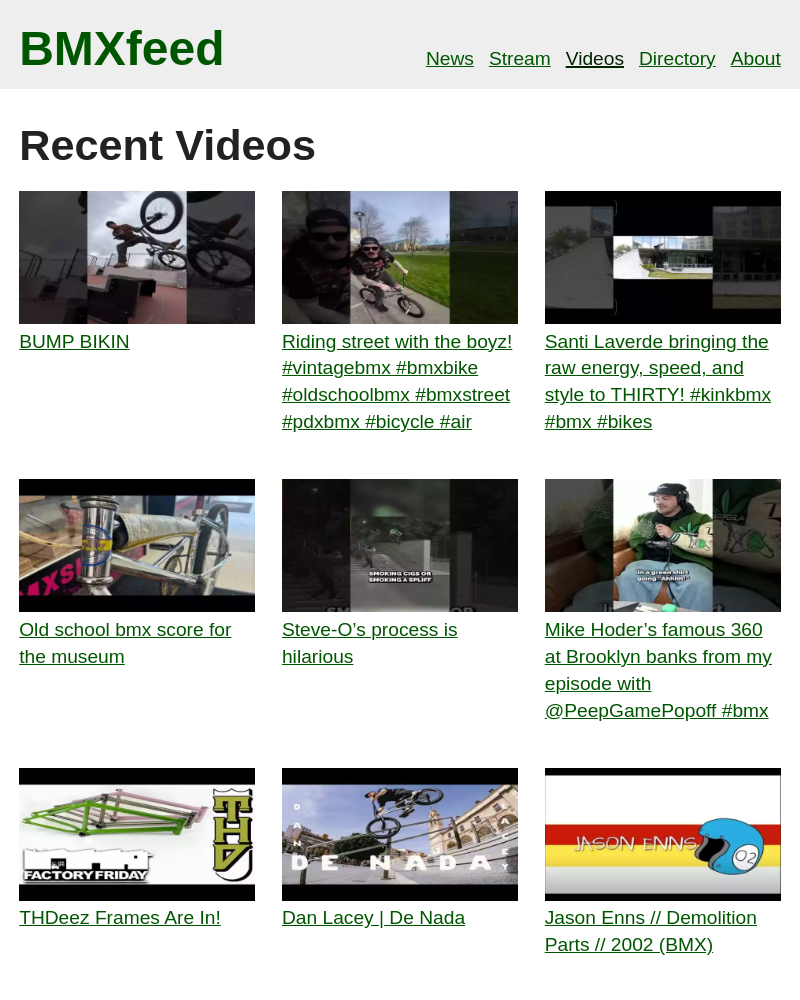 BMXfeed
News Stream Videos Directory About
Recent Videos
BUMP BIKIN
Riding street with the boyz!
#vintagebmx #bmxbike
#oldschoolbmx #bmxstreet
#pdxbmx #bicycle #air
Santi Laverde bringing the
raw energy, speed, and
style to THIRTY! #kinkbmx
#bmx #bikes
SMOKING CIGS OR
SMOKING A SPLIFF
in a green shirt
going "Ahhhh!"
Old school bmx score for
the museum
Steve-O’s process is
hilarious
Mike Hoder’s famous 360
at Brooklyn banks from my
episode with
@PeepGamePopoff #bmx
THD
FACTORY FRIDAY
DAN
DE NADA
JASON ENNS
02
THDeez Frames Are In!
Dan Lacey | De Nada
Jason Enns // Demolition
Parts // 2002 (BMX)